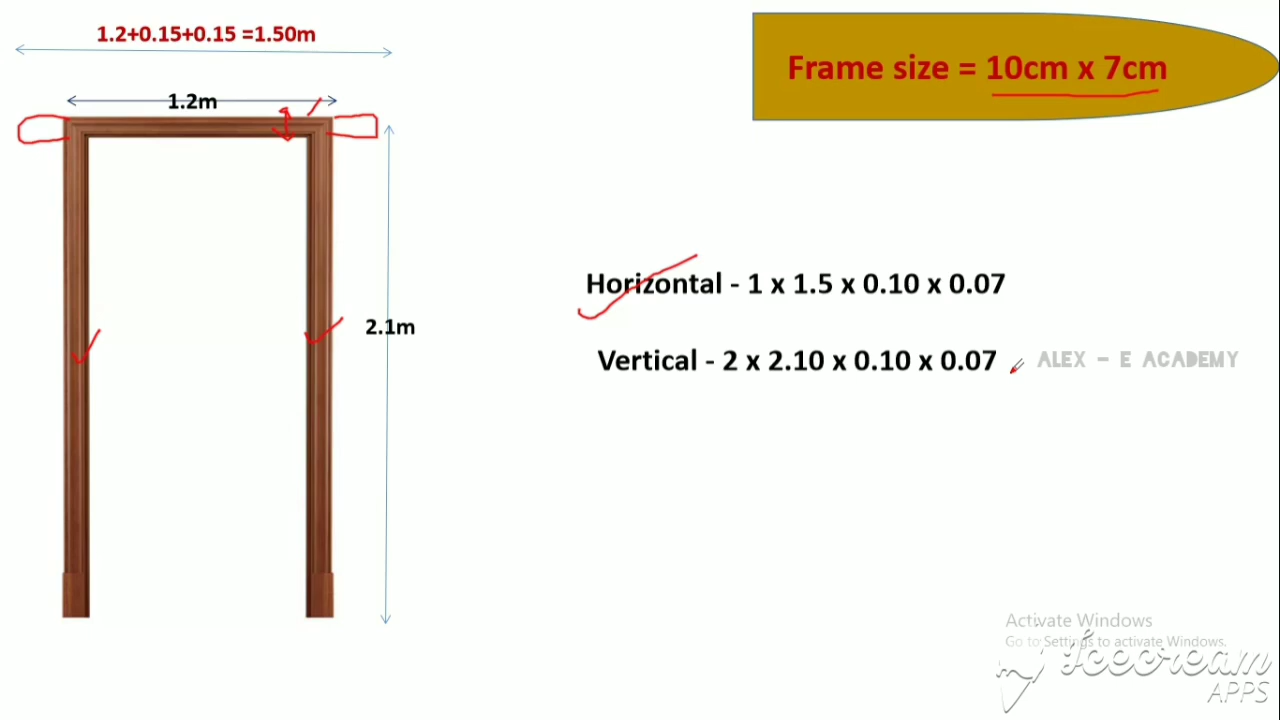 1.2+0.15+0.15 =1.50m
Frame size = 10cm x 7cm
1.2m
Horizontal - 1 x 1.5 x 0.10 x 0.07
2.1m
Vertical - 2 x 2.10 x 0.10 x 0.07
ALEX - E ACADEMY
Activate Windows
Go to Settings to activate Windows.
Icecream
APPS